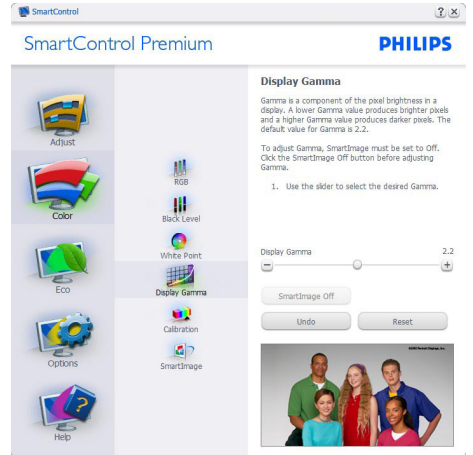 SmartControl
? ×
SmartControl Premium
PHILIPS
Adjust
Color
Eco
Options
Help
RGB
Black Level
White Point
Display Gamma
Calibration
SmartImage
Display Gamma
Gamma is a component of the pixel brightness in a
display. A lower Gamma value produces brighter pixels
and a higher Gamma value produces darker pixels. The
default value for Gamma is 2.2.
To adjust Gamma, SmartImage must be set to Off.
Click the SmartImage Off button before adjusting
Gamma.
1. Use the slider to select the desired Gamma.
Display Gamma 2.2
SmartImage Off
Undo Reset